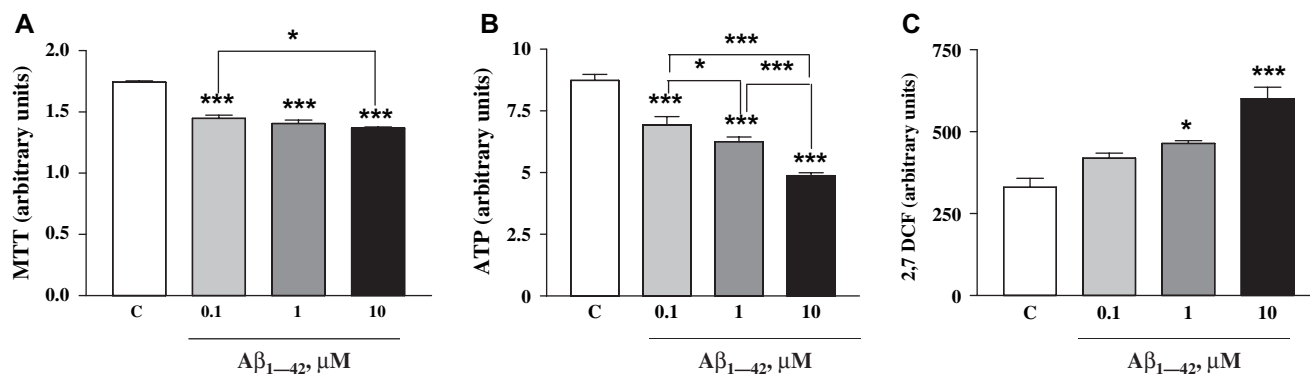 A
MTT (arbitrary units)
2.0
1.5
1.0
0.5
0.0
*
***
***
***
C
0.1
1
10
Aβ1—42, μM
B
ATP (arbitrary units)
10
7.5
5
2.5
0
***
*
***
***
***
***
C
0.1
1
10
Aβ1—42, μM
C
2,7 DCF (arbitrary units)
750
500
250
0
*
***
C
0.1
1
10
Aβ1—42, μM